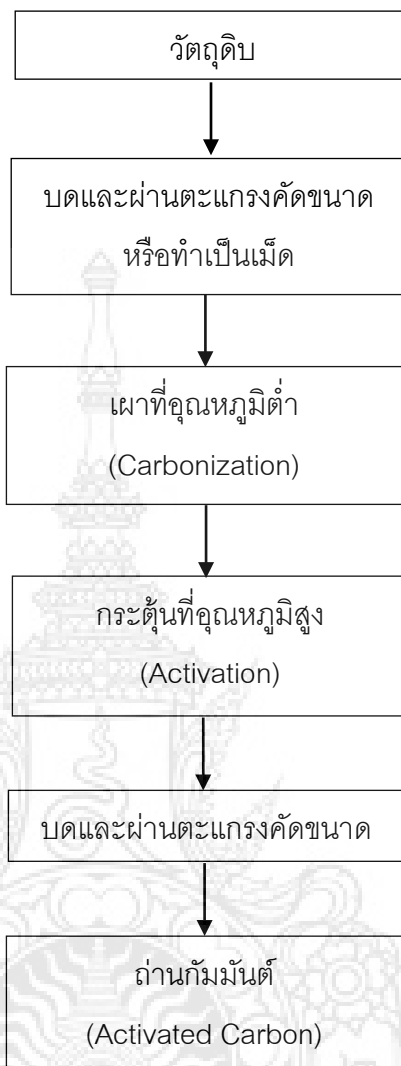 วัตถุดิบ
บดและผ่านตะแกรงคัดขนาด
หรือทำเป็นเม็ด
เผาที่อุณหภูมิต่ำ
(Carbonization)
กระตุ้นที่อุณหภูมิสูง
(Activation)
บดและผ่านตะแกรงคัดขนาด
ถ่านกัมมันต์
(Activated Carbon)